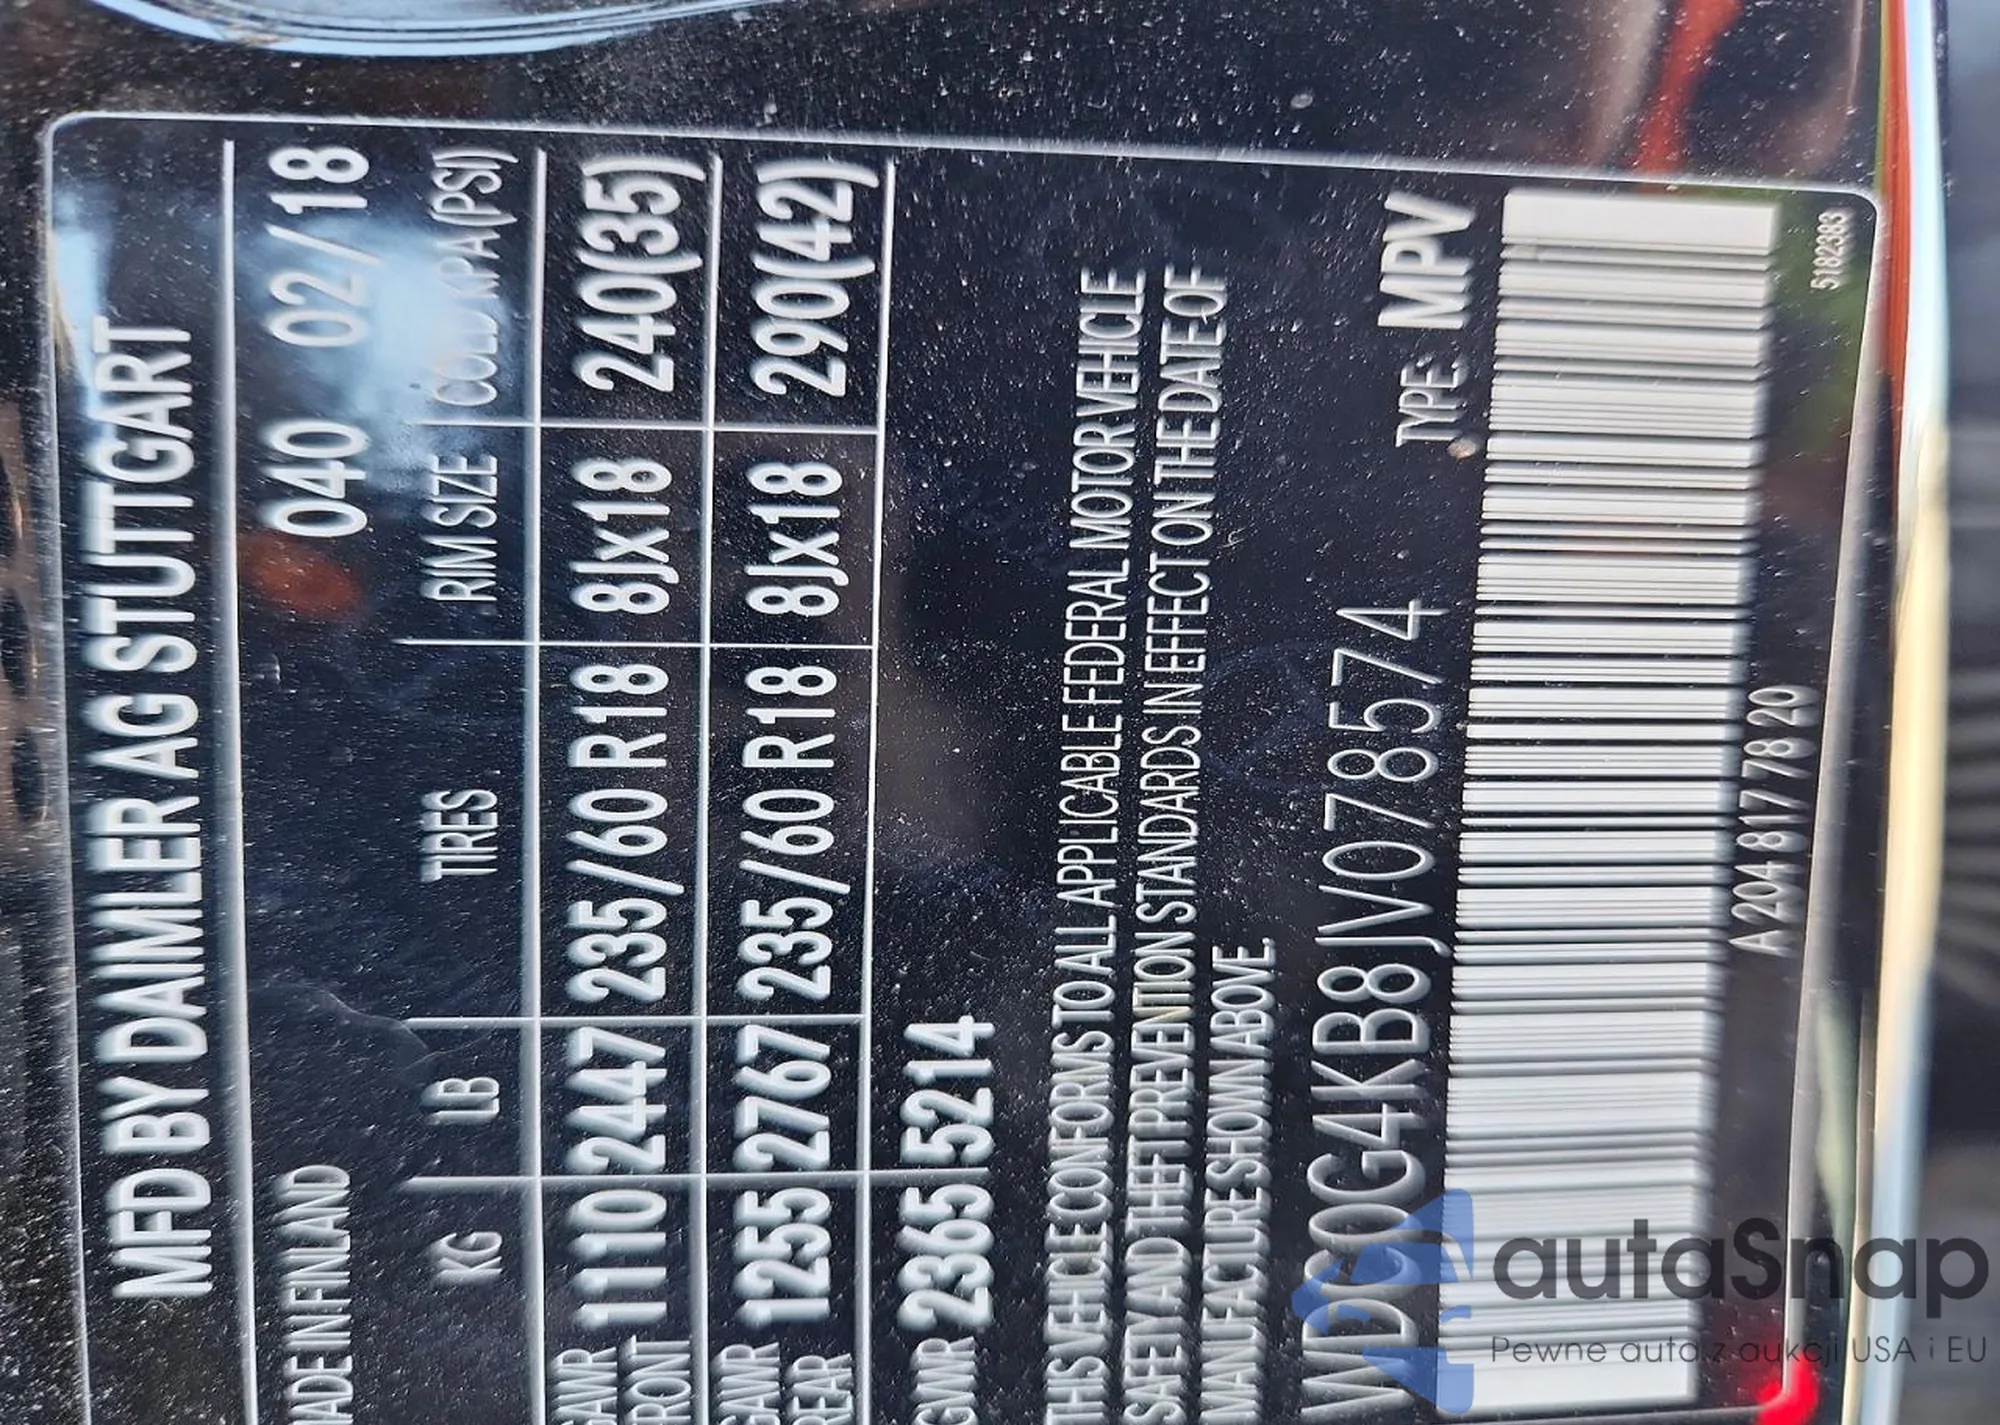 MFD BY DAIMLER AG STUTTGART
MADE IN FINLAND 040 02/18
KG LB TIRES RIM SIZE COLD KPA(PSI)
GAWR FRONT 1110 2447 235/60 R18 8Jx18 240(35)
GAWR REAR 1255 2767 235/60 R18 8Jx18 290(42)
GVWR 2365 5214
THIS VEHICLE CONFORMS TO ALL APPLICABLE FEDERAL MOTOR VEHICLE
SAFETY AND THEFT PREVENTION STANDARDS IN EFFECT ON THE DATE OF
MANUFACTURE SHOWN ABOVE.
WDC0G4KB8JV078574 TYPE: MPV
A 204 817 78 20
5182383
autaSnap
Pewne auta z aukcji USA i EU